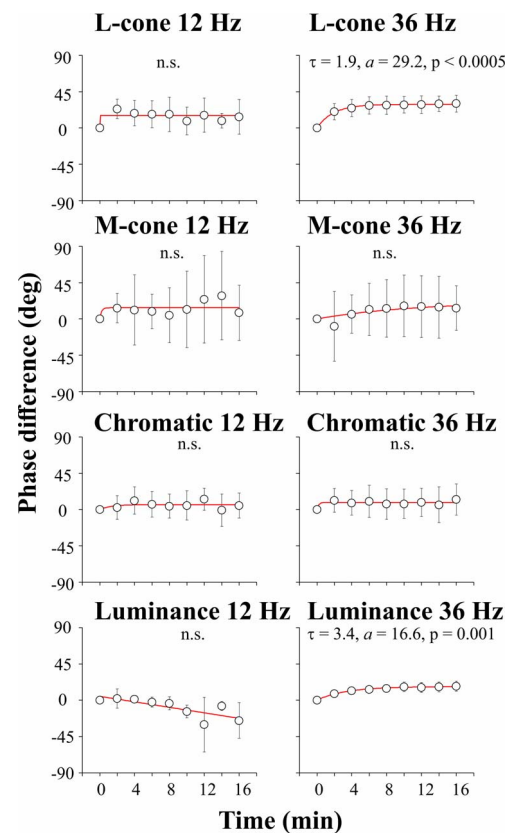 L-cone 12 Hz
L-cone 36 Hz
90
n.s.
τ = 1.9, a = 29.2, p < 0.0005
45
0
-45
-90
M-cone 12 Hz
M-cone 36 Hz
90
n.s.
n.s.
45
0
-45
-90
Phase difference (deg)
Chromatic 12 Hz
Chromatic 36 Hz
90
n.s.
n.s.
45
0
-45
-90
Luminance 12 Hz
Luminance 36 Hz
90
n.s.
τ = 3.4, a = 16.6, p = 0.001
45
0
-45
-90
0 4 8 12 16
0 4 8 12 16
Time (min)